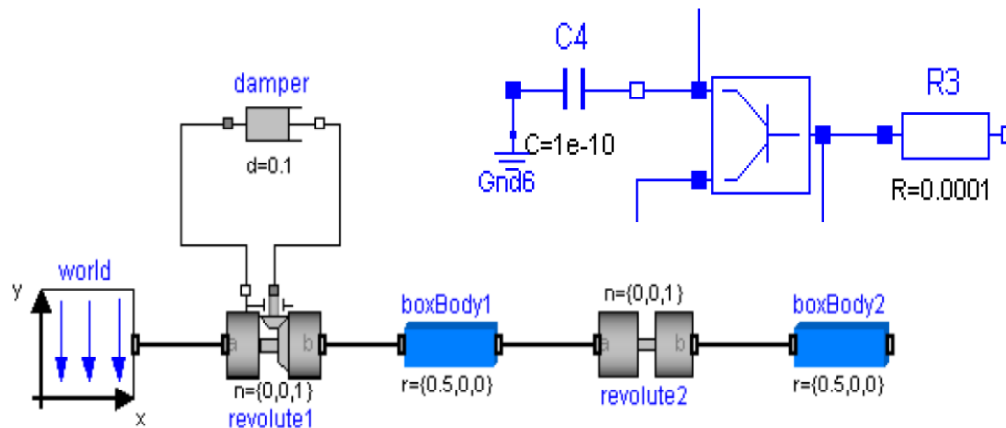 C4
damper
R3
C=1e-10
d=0.1
Gnd6
R=0.0001
world
y
n={0,0,1}
boxBody1
boxBody2
a
b
a
b
n={0,0,1}
r={0.5,0,0}
r={0.5,0,0}
x
revolute1
revolute2